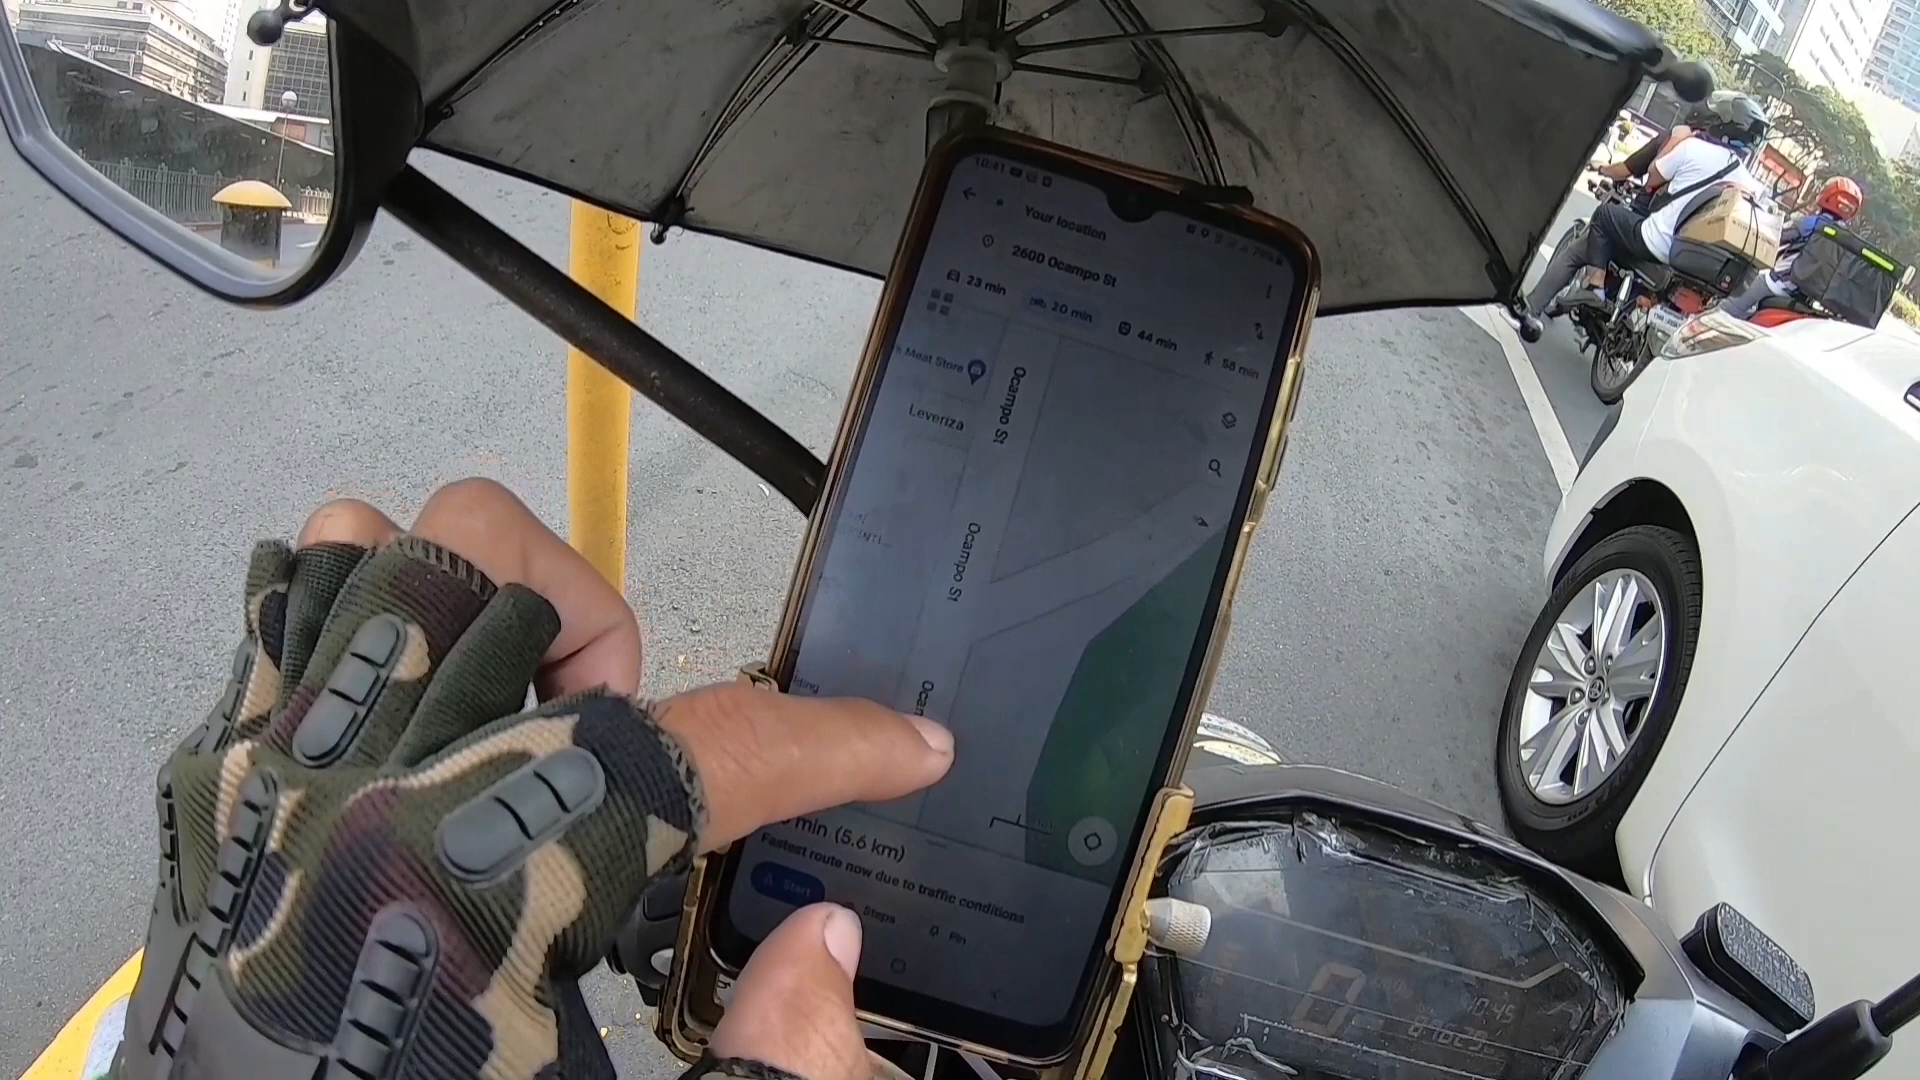 10:41
Your location
2600 Ocampo St
23 min
20 min
44 min
58 min
Meat Store
Leveriza
Ocampo St
Ocampo St
Ocam
min (5.6 km)
Fastest route now due to traffic conditions
Start
Steps
Pin
0
10:45